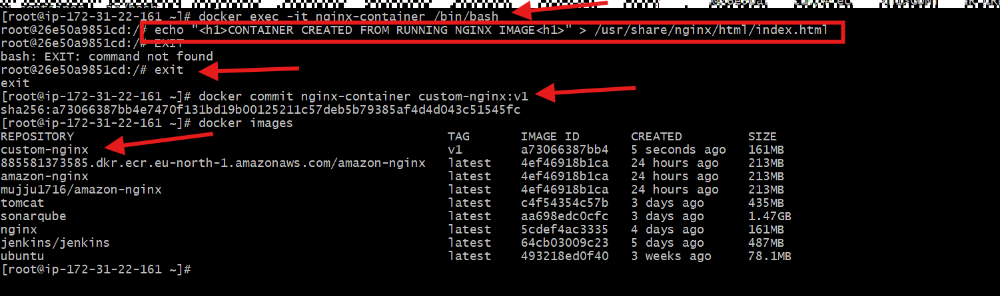 [root@ip-172-31-22-161 ~]# docker exec -it nginx-container /bin/bash
root@26e50a9851cd:/# echo "<h1>CONTAINER CREATED FROM RUNNING NGINX IMAGE<h1>" > /usr/share/nginx/html/index.html
root@26e50a9851cd:/# EXIT
bash: EXIT: command not found
root@26e50a9851cd:/# exit
exit
[root@ip-172-31-22-161 ~]# docker commit nginx-container custom-nginx:v1
sha256:a73066387bb4e7470f131bd19b00125211c57deb5b79385af4d4d043c51545fc
[root@ip-172-31-22-161 ~]# docker images
REPOSITORY TAG IMAGE ID CREATED SIZE
custom-nginx v1 a73066387bb4 5 seconds ago 161MB
885581373585.dkr.ecr.eu-north-1.amazonaws.com/amazon-nginx latest 4ef46918b1ca 24 hours ago 213MB
amazon-nginx latest 4ef46918b1ca 24 hours ago 213MB
mujju1716/amazon-nginx latest 4ef46918b1ca 24 hours ago 213MB
tomcat latest c4f54354c57b 3 days ago 435MB
sonarqube latest aa698edc0cfc 3 days ago 1.47GB
nginx latest 5cdef4ac3335 4 days ago 161MB
jenkins/jenkins latest 64cb03009c23 5 days ago 487MB
ubuntu latest 493218ed0f40 3 weeks ago 78.1MB
[root@ip-172-31-22-161 ~]#